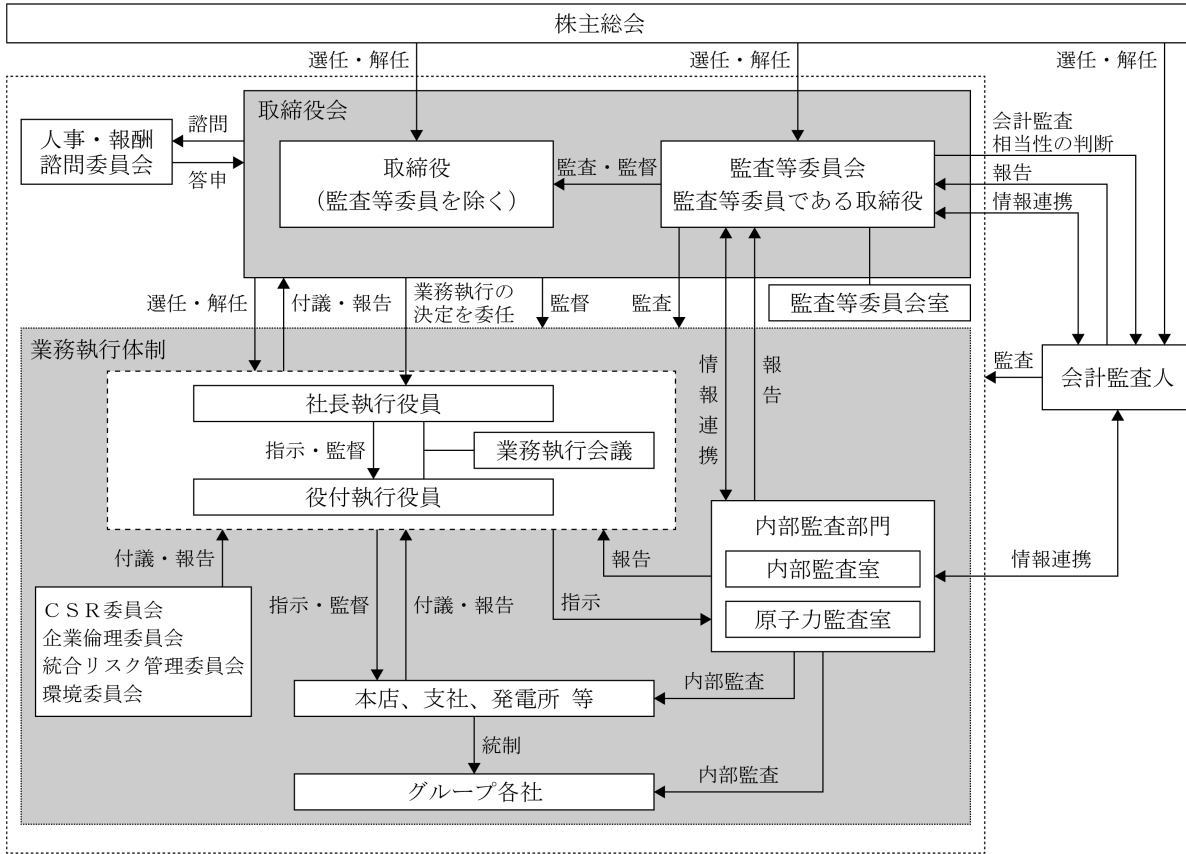 株主総会
選任・解任
選任・解任
選任・解任
取締役会
人事・報酬
諮問委員会
諮問
答申
取締役
(監査等委員を除く)
監査・監督
監査等委員会
監査等委員である取締役
会計監査
相当性の判断
報告
情報連携
選任・解任
付議・報告
業務執行の
決定を委任
監督
監査
監査等委員会室
業務執行体制
社長執行役員
指示・監督
業務執行会議
役付執行役員
情報連携
報告
監査
会計監査人
内部監査部門
内部監査室
原子力監査室
情報連携
付議・報告
報告
指示・監督
付議・報告
指示
CSR委員会
企業倫理委員会
統合リスク管理委員会
環境委員会
本店、支社、発電所 等
内部監査
統制
グループ各社
内部監査